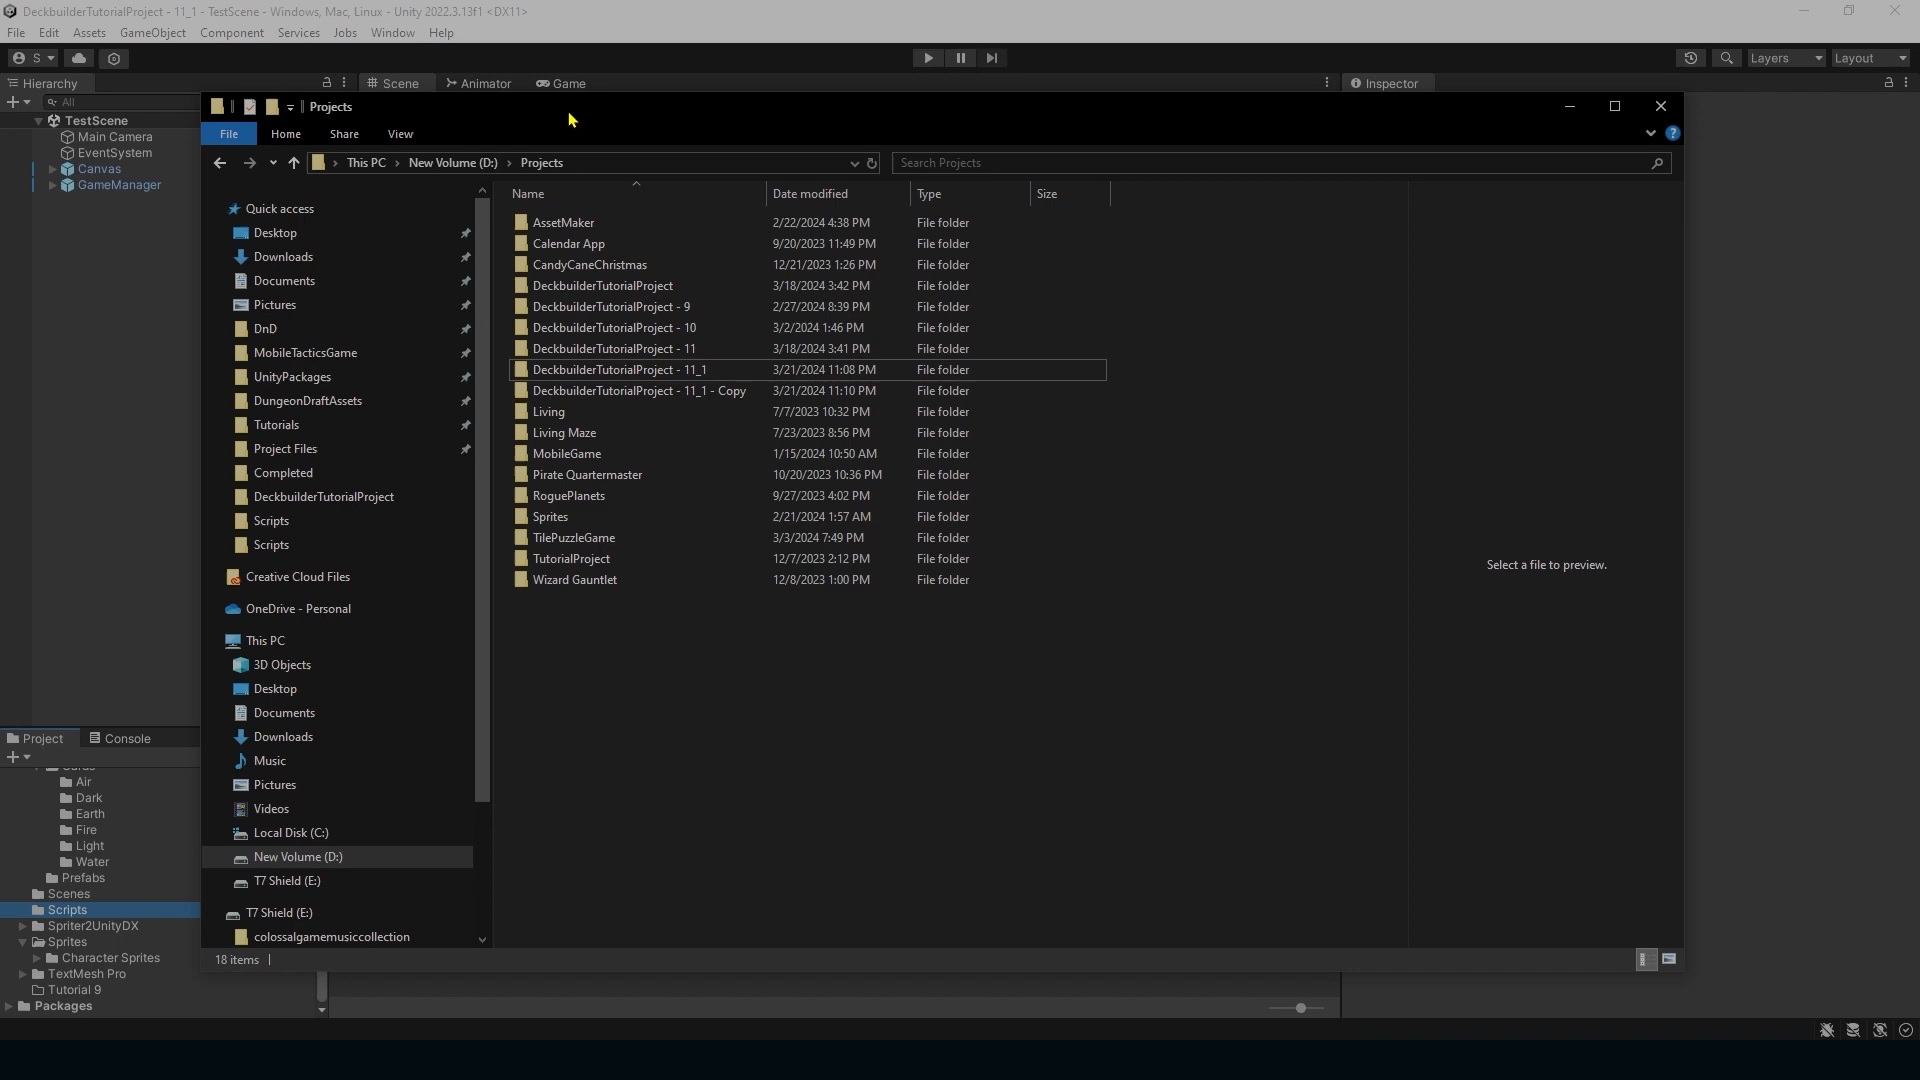 DeckbuilderTutorialProject - 11_1 - TestScene - Windows, Mac, Linux - Unity 2022.3.13f1 <DX11>
File Edit Assets GameObject Component Services Jobs Window Help
S Layers Layout
Hierarchy Scene Animator Game Inspector
All
TestScene
Main Camera
EventSystem
Canvas
GameManager
Projects
File Home Share View
This PC > New Volume (D:) > Projects Search Projects
Name Date modified Type Size
AssetMaker 2/22/2024 4:38 PM File folder
Calendar App 9/20/2023 11:49 PM File folder
CandyCaneChristmas 12/21/2023 1:26 PM File folder
DeckbuilderTutorialProject 3/18/2024 3:42 PM File folder
DeckbuilderTutorialProject - 9 2/27/2024 8:39 PM File folder
DeckbuilderTutorialProject - 10 3/2/2024 1:46 PM File folder
DeckbuilderTutorialProject - 11 3/18/2024 3:41 PM File folder
DeckbuilderTutorialProject - 11_1 3/21/2024 11:08 PM File folder
DeckbuilderTutorialProject - 11_1 - Copy 3/21/2024 11:10 PM File folder
Living 7/7/2023 10:32 PM File folder
Living Maze 7/23/2023 8:56 PM File folder
MobileGame 1/15/2024 10:50 AM File folder
Pirate Quartermaster 10/20/2023 10:36 PM File folder
RoguePlanets 9/27/2023 4:02 PM File folder
Sprites 2/21/2024 1:57 AM File folder
TilePuzzleGame 3/3/2024 7:49 PM File folder
TutorialProject 12/7/2023 2:12 PM File folder
Wizard Gauntlet 12/8/2023 1:00 PM File folder
Quick access
Desktop
Downloads
Documents
Pictures
DnD
MobileTacticsGame
UnityPackages
DungeonDraftAssets
Tutorials
Project Files
Completed
DeckbuilderTutorialProject
Scripts
Scripts
Creative Cloud Files
OneDrive - Personal
This PC
3D Objects
Desktop
Documents
Downloads
Music
Pictures
Videos
Local Disk (C:)
New Volume (D:)
T7 Shield (E:)
T7 Shield (E:)
colossalgamemusiccollection
18 items
Select a file to preview.
Project Console
Air
Dark
Earth
Fire
Light
Water
Prefabs
Scenes
Scripts
Spriter2UnityDX
Sprites
Character Sprites
TextMesh Pro
Tutorial 9
Packages